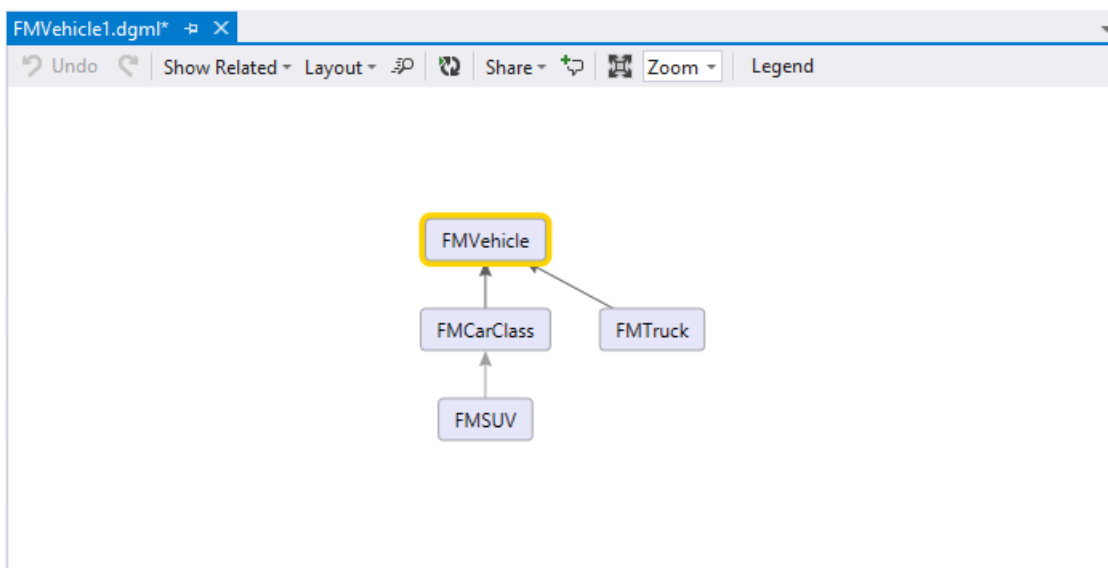 FMVehicle1.dgml*
Undo Show Related Layout Share Zoom Legend
FMVehicle
FMCarClass FMTruck
FMSUV